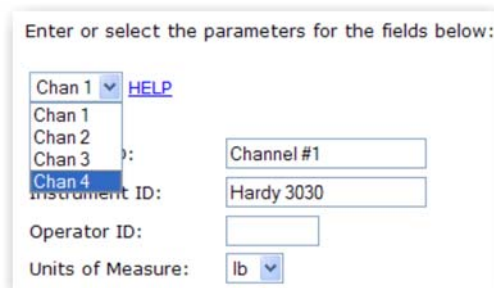 Enter or select the parameters for the fields below:
Chan 1 HELP
Chan 1
Chan 2
Chan 3 Channel #1
Chan 4
ID: Hardy 3030
Operator ID:
Units of Measure: lb